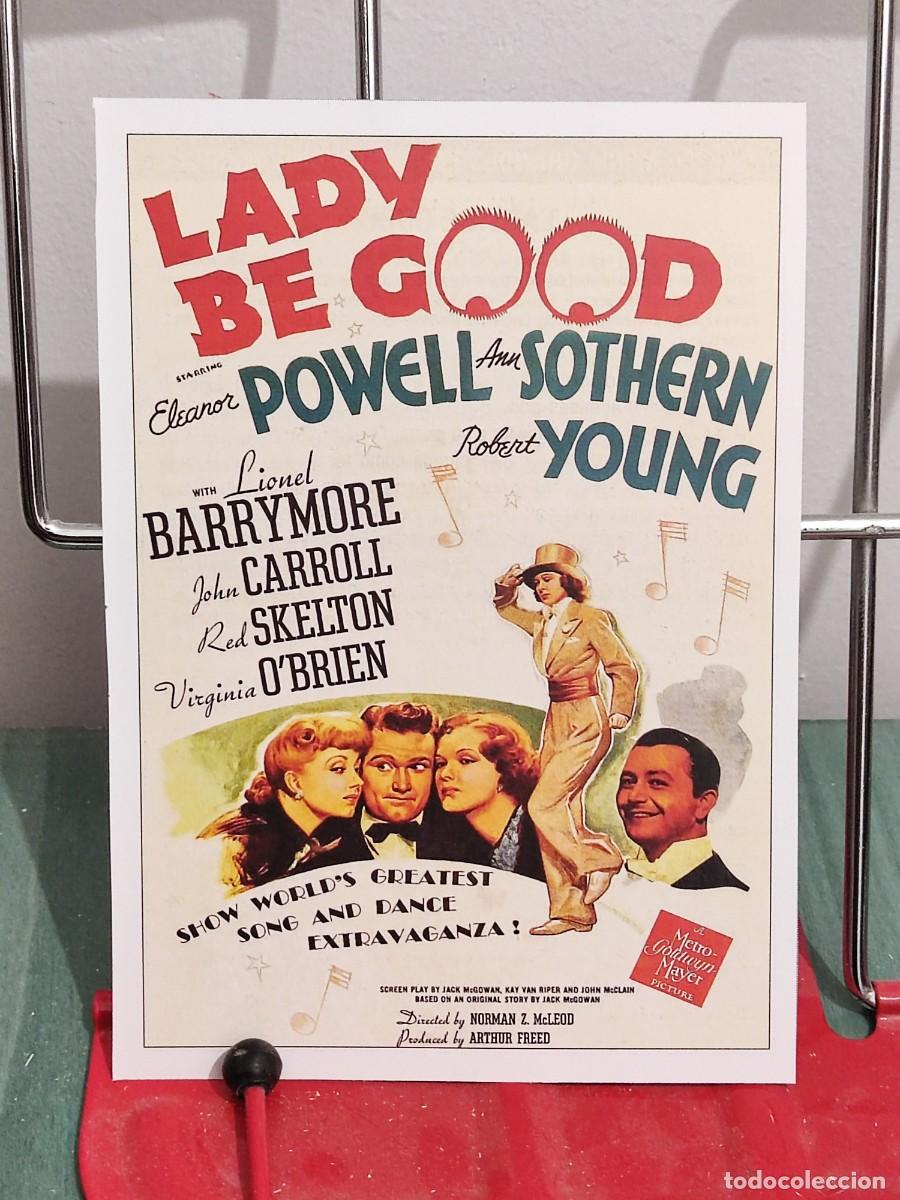 LADY
BE GOOD
STARRING
Eleanor POWELL Ann SOTHERN
Robert YOUNG
WITH Lionel
BARRYMORE
John CARROLL
Red SKELTON
Virginia O'BRIEN
SHOW WORLD'S GREATEST
SONG AND DANCE
EXTRAVAGANZA!
A
Metro-
Goldwyn
Mayer
PICTURE
SCREEN PLAY BY JACK McGOWAN, KAY VAN RIPER AND JOHN McCLAIN
BASED ON AN ORIGINAL STORY BY JACK McGOWAN
Directed by NORMAN Z. McLEOD
Produced by ARTHUR FREED
todocoleccion